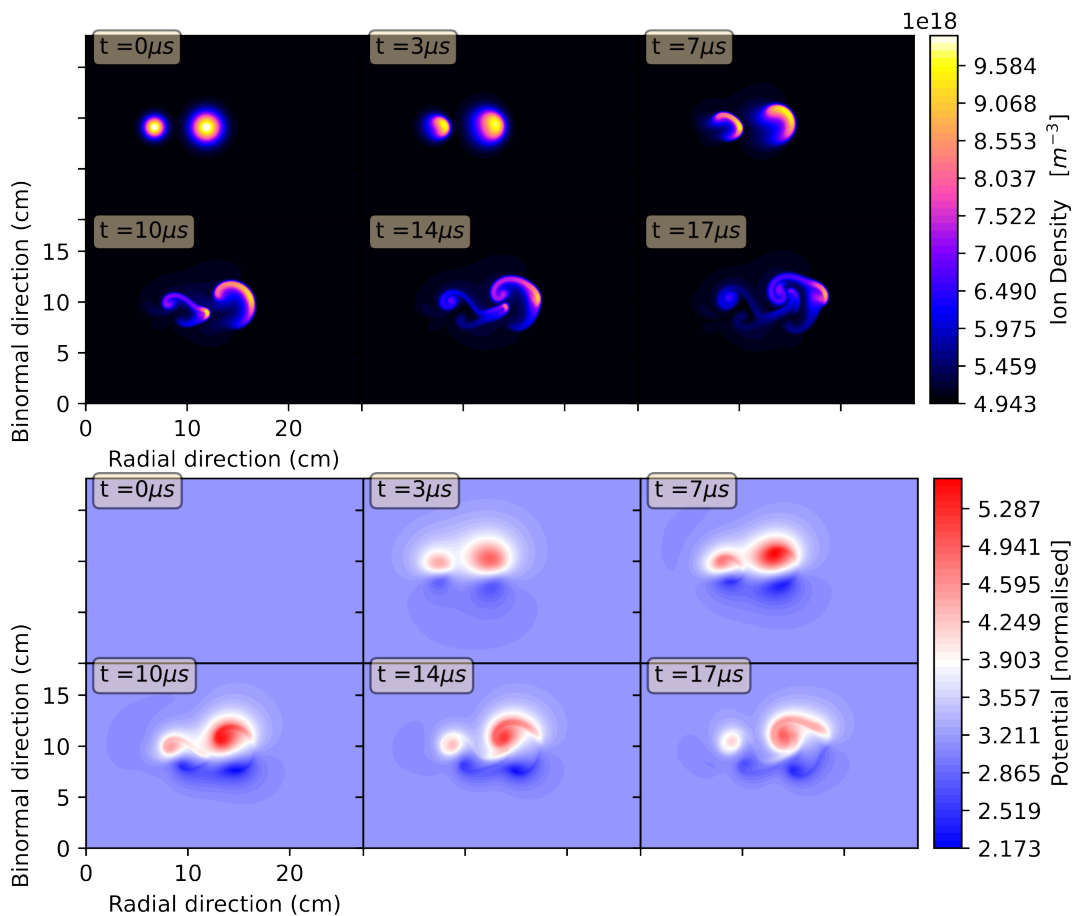 1e18
t =0μs
t =3μs
t =7μs
9.584
9.068
8.553
8.037
7.522
7.006
6.490
5.975
5.459
4.943
Ion Density [m⁻³]
t =10μs
t =14μs
t =17μs
15
10
5
0
Binormal direction (cm)
0 10 20
Radial direction (cm)
t =0μs
t =3μs
t =7μs
5.287
4.941
4.595
4.249
3.903
3.557
3.211
2.865
2.519
2.173
Potential [normalised]
t =10μs
t =14μs
t =17μs
15
10
5
0
Binormal direction (cm)
0 10 20
Radial direction (cm)